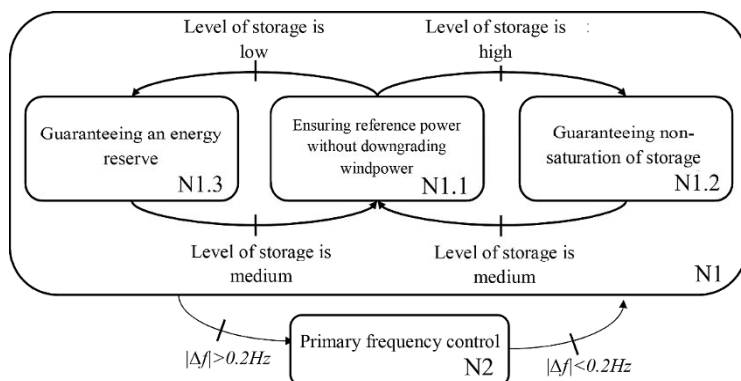 Level of storage is
low
Level of storage is :
high
Guaranteeing an energy
reserve
N1.3
Ensuring reference power
without downgrading
windpower
N1.1
Guaranteeing non-
saturation of storage
N1.2
Level of storage is
medium
Level of storage is
medium
N1
|Δf|>0.2Hz
Primary frequency control
N2
|Δf|<0.2Hz